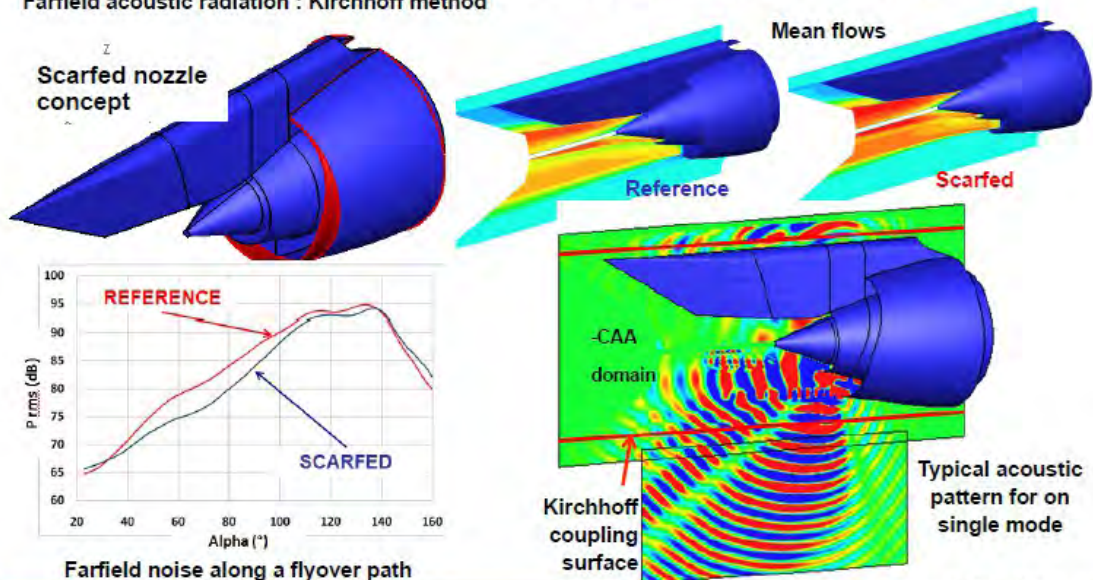 Farfield acoustic radiation : Kirchhoff method
Z
Scarfed nozzle
concept
Mean flows
Reference
Scarfed
100
95
90
85
80
75
70
65
60
P rms (dB)
REFERENCE
SCARFED
20 40 60 80 100 120 140 160
Alpha (°)
Farfield noise along a flyover path
-CAA
domain
Kirchhoff
coupling
surface
Typical acoustic
pattern for on
single mode